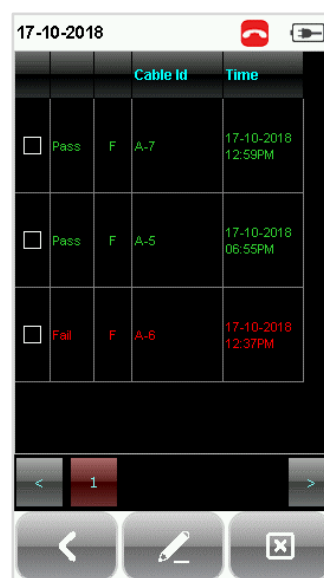 17-10-2018
Cable Id Time
Pass F A-7 17-10-2018
12:59PM
Pass F A-5 17-10-2018
06:55PM
Fail F A-6 17-10-2018
12:37PM
< 1 >